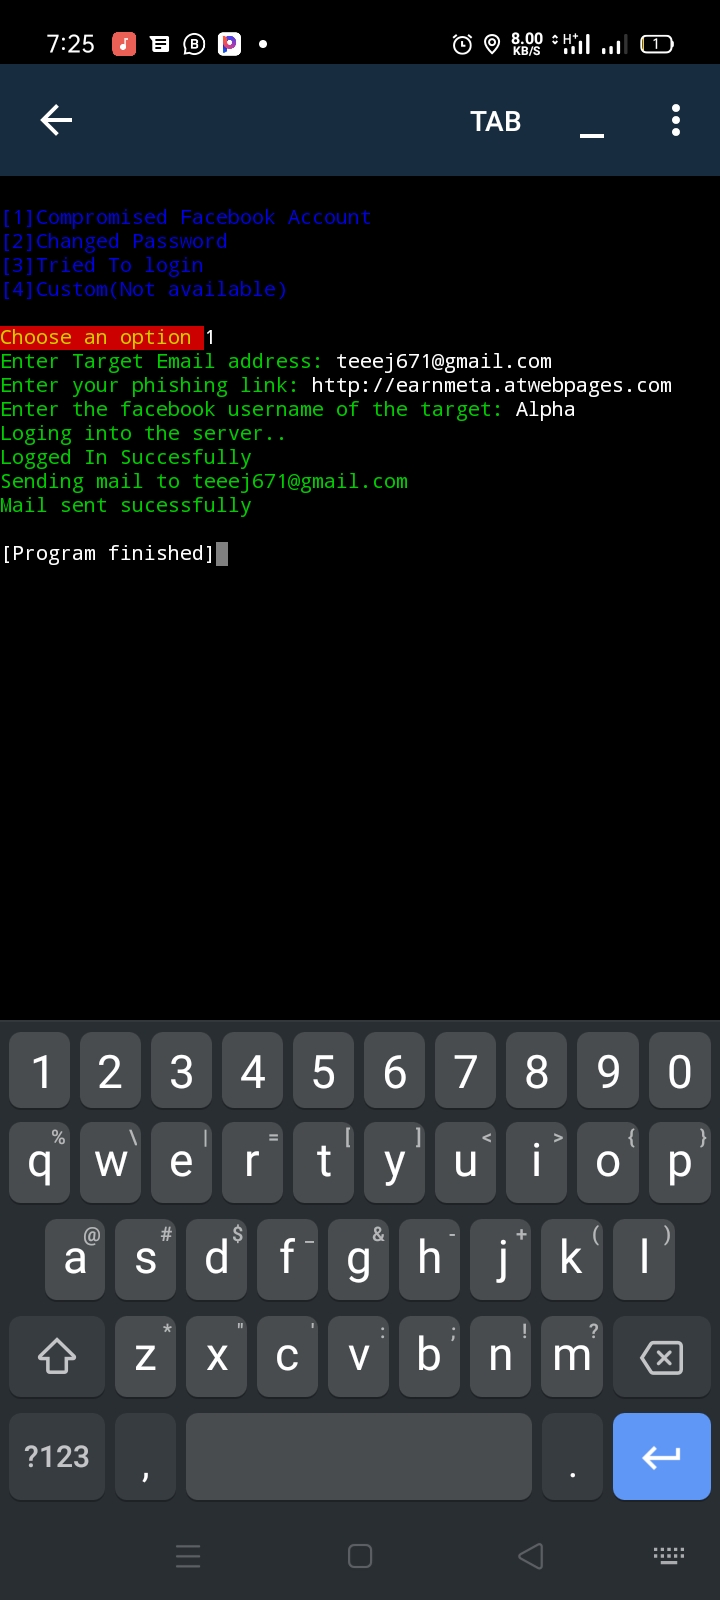 7:25
B
8.00
KB/S
H+
1
TAB
[1]Compromised Facebook Account
[2]Changed Password
[3]Tried To login
[4]Custom(Not available)
Choose an option 1
Enter Target Email address: teeej671@gmail.com
Enter your phishing link: http://earnmeta.atwebpages.com
Enter the facebook username of the target: Alpha
Loging into the server..
Logged In Succesfully
Sending mail to teeej671@gmail.com
Mail sent sucessfully
[Program finished]
1 2 3 4 5 6 7 8 9 0
% \ | = [ ] < > { }
q w e r t y u i o p
@ # $ _ & - + ( )
a s d f g h j k l
* " ' : ; ! ?
z x c v b n m
?123 , .